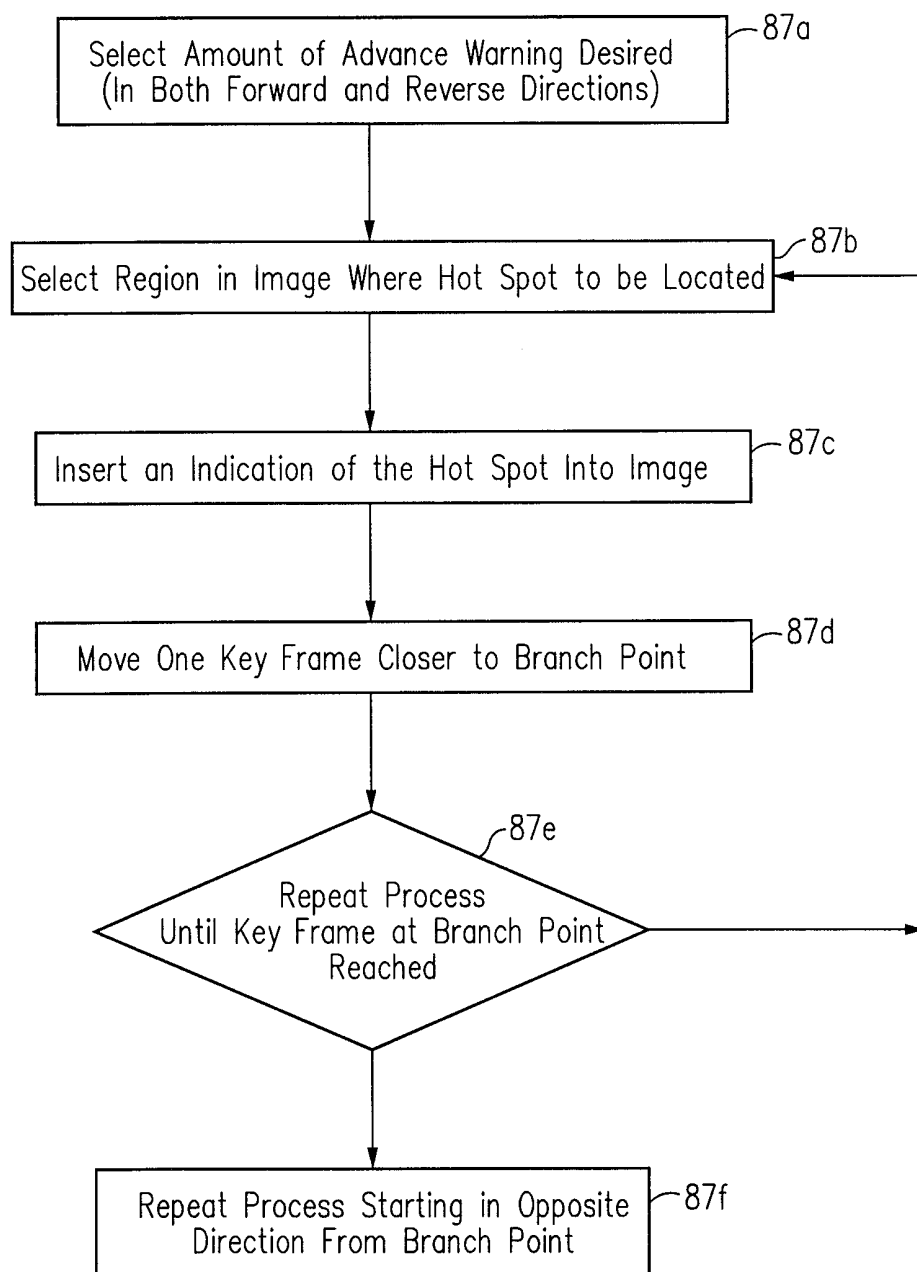 87a
Select Amount of Advance Warning Desired
(In Both Forward and Reverse Directions)
87b
Select Region in Image Where Hot Spot to be Located
87c
Insert an Indication of the Hot Spot Into Image
87d
Move One Key Frame Closer to Branch Point
87e
Repeat Process
Until Key Frame at Branch Point
Reached
87f
Repeat Process Starting in Opposite
Direction From Branch Point